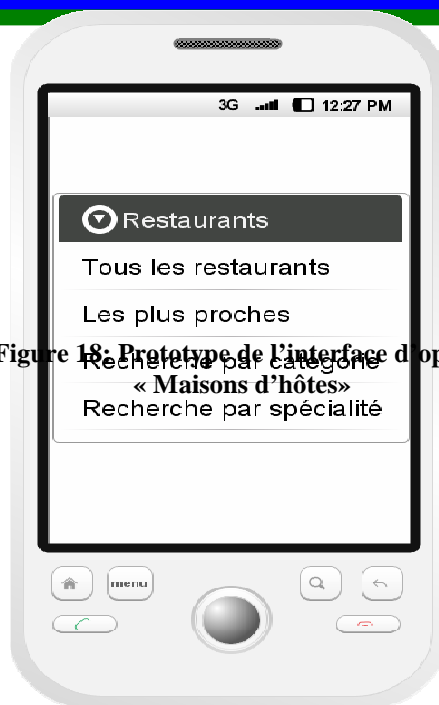 3G 12:27 PM
Restaurants
Tous les restaurants
Les plus proches
Figure 18: Prototype de l'interface d'op
Recherche par catégorie
« Maisons d'hôtes»
Recherche par spécialité
menu